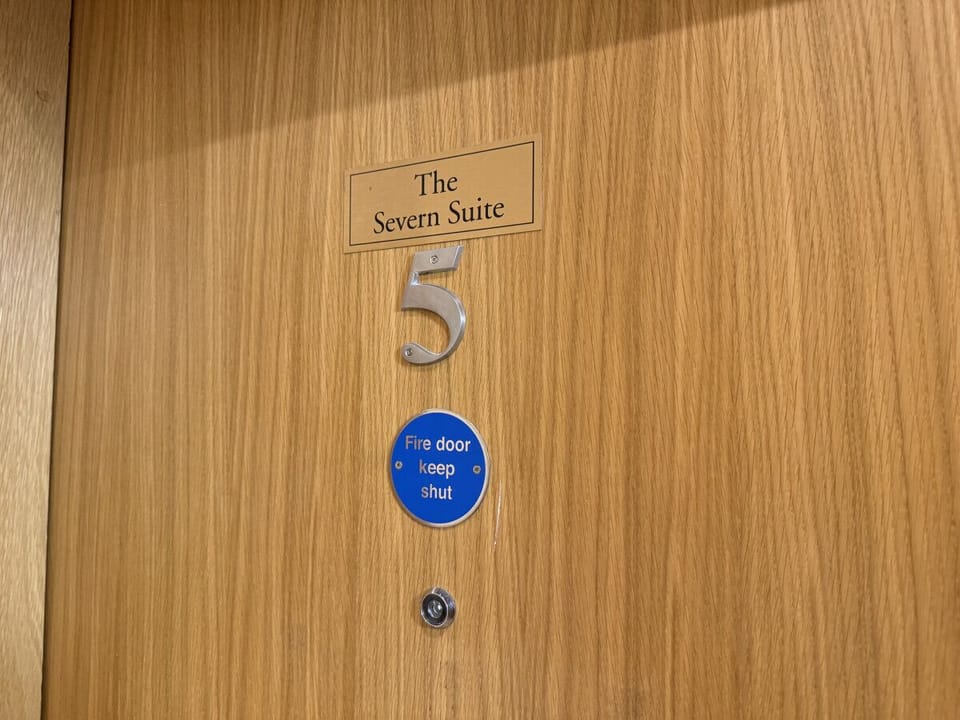 The
Severn Suite
5
Fire door
keep
shut